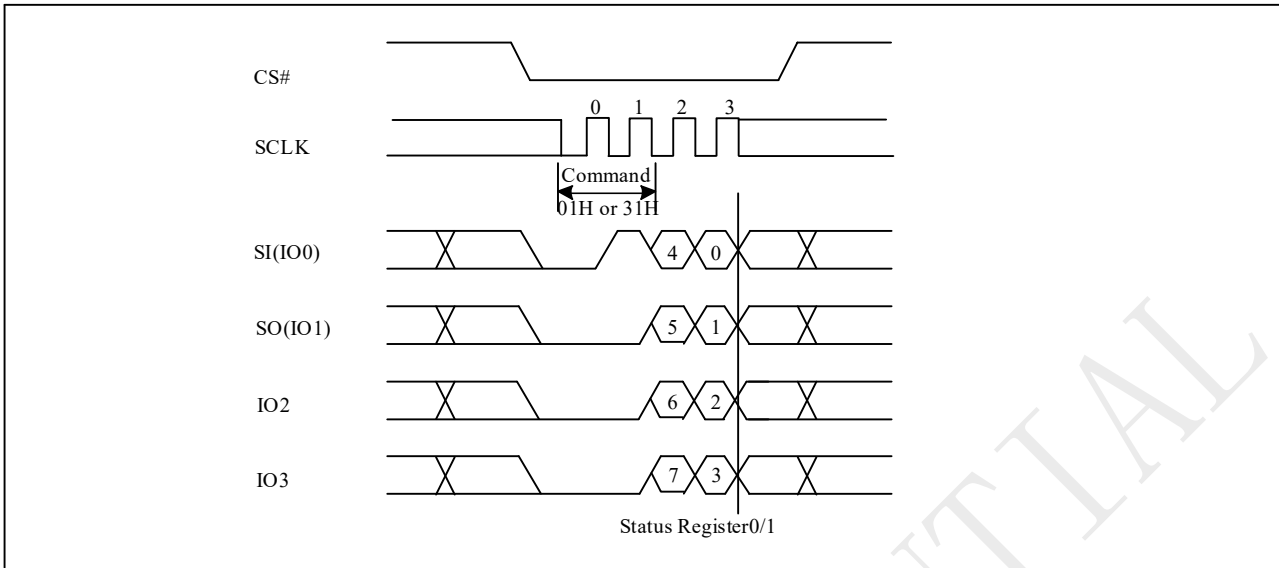 CS#
0 1 2 3
SCLK
Command
01H or 31H
SI(IO0) 4 0
SO(IO1) 5 1
IO2 6 2
IO3 7 3
Status Register0/1
NTIAL